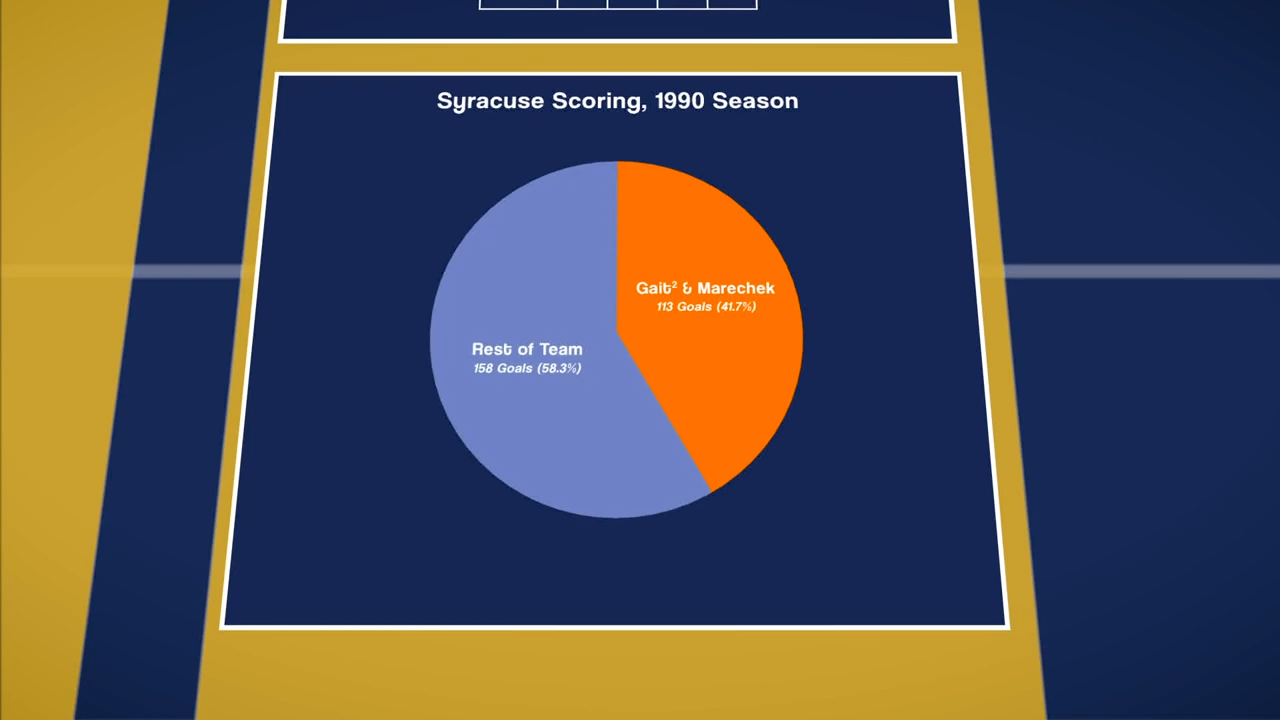 Syracuse Scoring, 1990 Season
Gait² & Marechek
113 Goals (41.7%)
Rest of Team
158 Goals (58.3%)